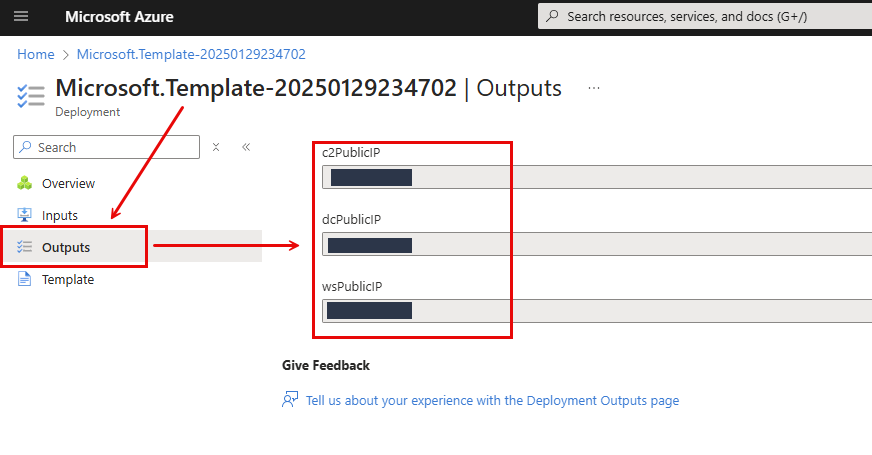 Microsoft Azure
Search resources, services, and docs (G+/)
Home > Microsoft.Template-20250129234702
Microsoft.Template-20250129234702 | Outputs ...
Deployment
Search
Overview
Inputs
Outputs
Template
c2PublicIP
dcPublicIP
wsPublicIP
Give Feedback
Tell us about your experience with the Deployment Outputs page